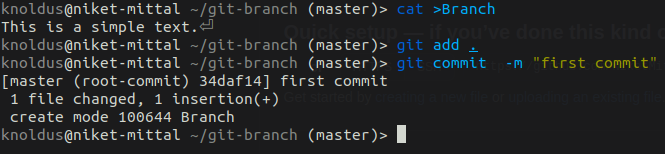 knoldus@niket-mittal ~/git-branch (master)> cat >Branch
This is a simple text.⏎
knoldus@niket-mittal ~/git-branch (master)> git add .
knoldus@niket-mittal ~/git-branch (master)> git commit -m "first commit"
[master (root-commit) 34daf14] first commit
 1 file changed, 1 insertion(+)
 create mode 100644 Branch
knoldus@niket-mittal ~/git-branch (master)>